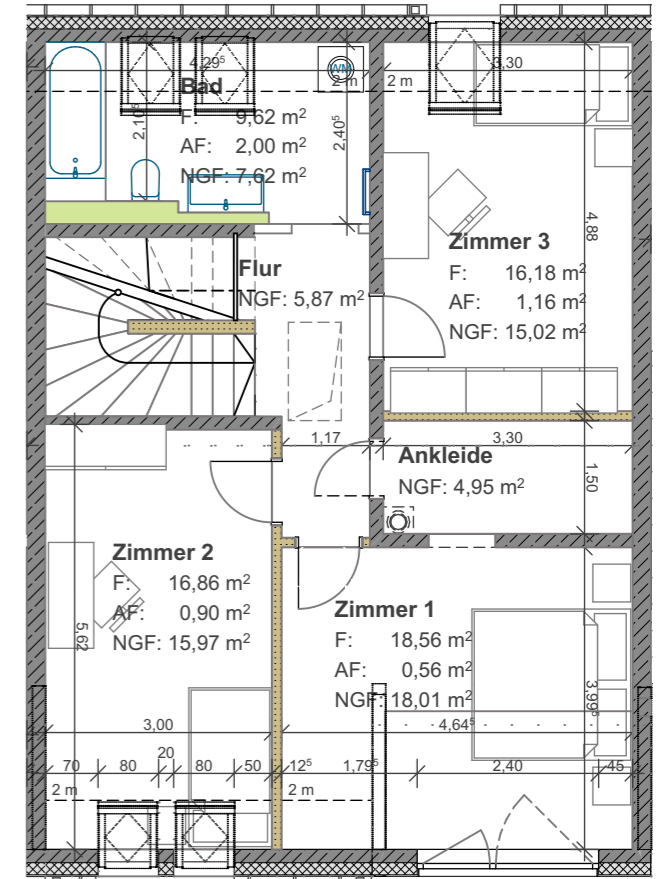 4,29⁵
WM
3,30
2 m
2 m
Bad
F: 9,62 m²
AF: 2,00 m²
NGF: 7,62 m²
2,10⁵
2,40⁵
4,88
Zimmer 3
F: 16,18 m²
AF: 1,16 m²
NGF: 15,02 m²
Flur
NGF: 5,87 m²
1,17
3,30
Ankleide
NGF: 4,95 m²
1,50
Zimmer 2
F: 16,86 m²
AF: 0,90 m²
NGF: 15,97 m²
5,62
Zimmer 1
F: 18,56 m²
AF: 0,56 m²
NGF: 18,01 m²
3,99⁵
3,00
4,64⁵
70
80
20
80
50
12⁵
1,79⁵
2,40
45
2 m
2 m